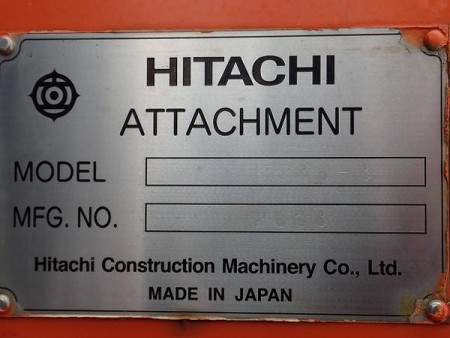 HITACHI
ATTACHMENT
MODEL
MFG. NO.
Hitachi Construction Machinery Co., Ltd.
MADE IN JAPAN